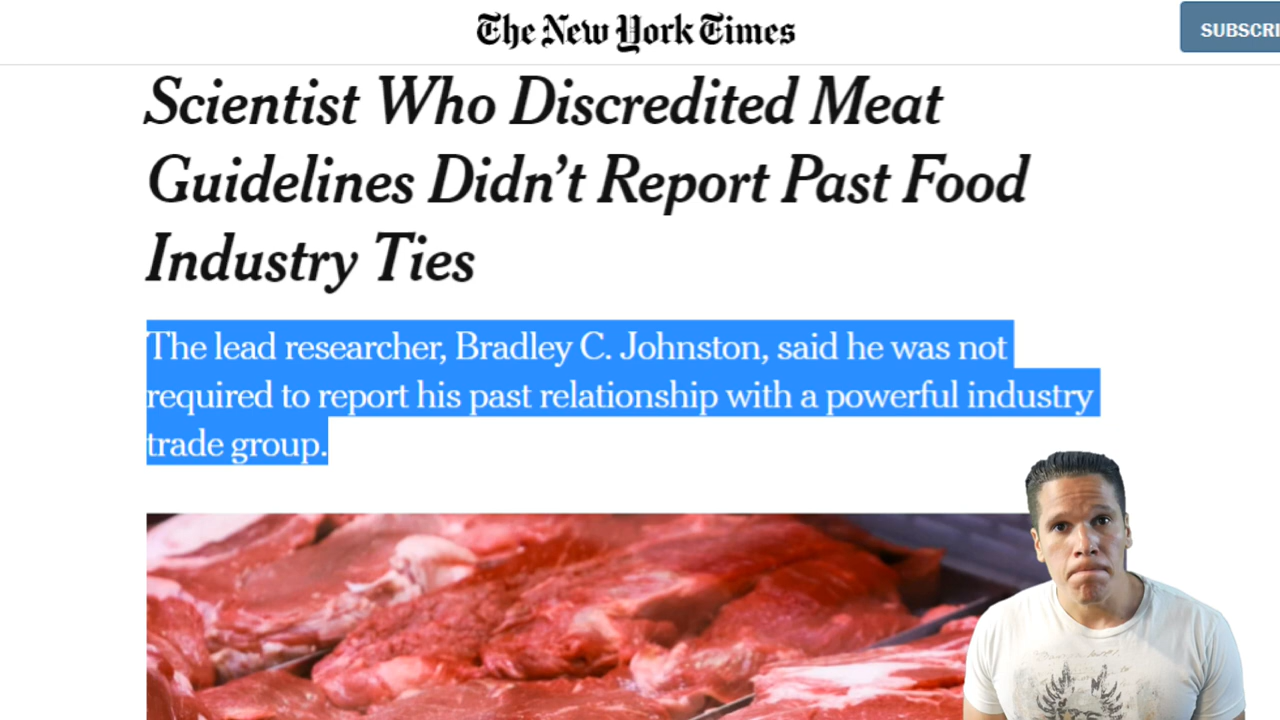 The New York Times
SUBSCRI
Scientist Who Discredited Meat
Guidelines Didn't Report Past Food
Industry Ties
The lead researcher, Bradley C. Johnston, said he was not
required to report his past relationship with a powerful industry
trade group.